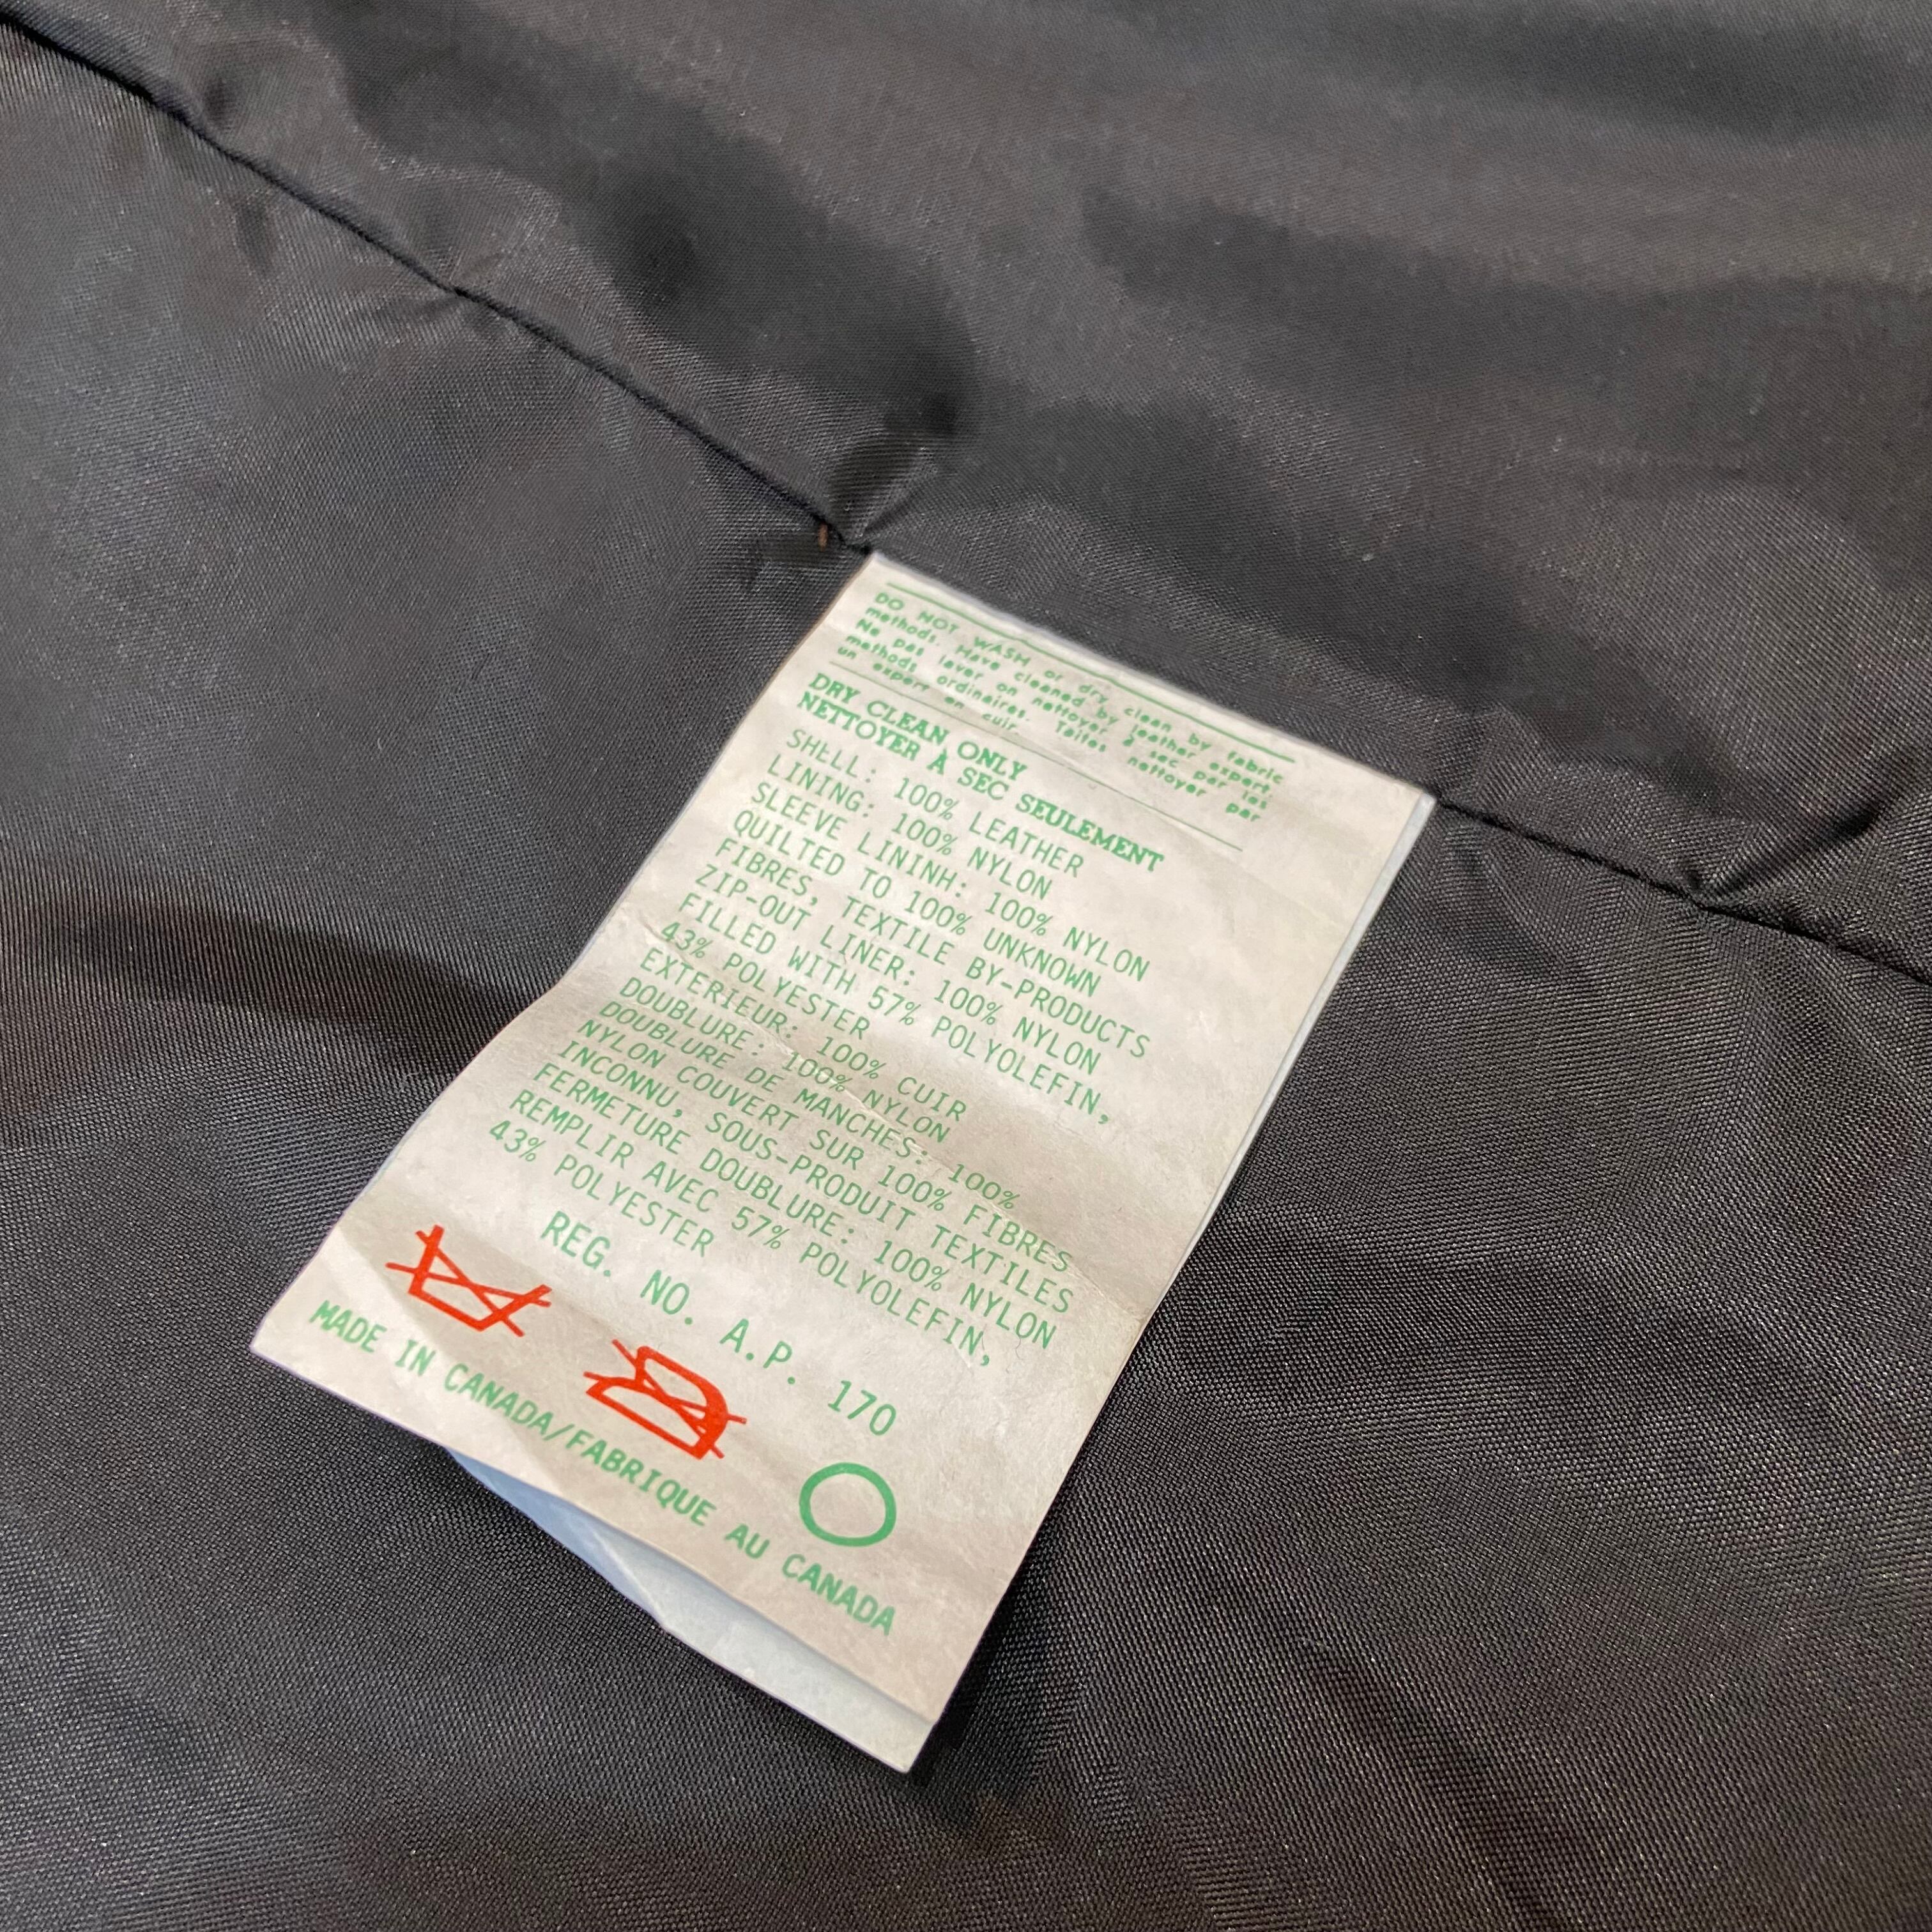 DO NOT WASH or dry clean by fabric
methods. Have cleaned by leather expert.
Ne pas laver on nettoyer à sec par les
methods ordinaires. Taites nettoyer par
un expert en cuir.
DRY CLEAN ONLY
NETTOYER A SEC SEULEMENT
SHELL: 100% LEATHER
LINING: 100% NYLON
SLEEVE LININH: 100% NYLON
QUILTED TO 100% UNKNOWN
FIBRES, TEXTILE BY-PRODUCTS
ZIP-OUT LINER: 100% NYLON
FILLED WITH 57% POLYOLEFIN,
43% POLYESTER
EXTERIEUR: 100% CUIR
DOUBLURE: 100% NYLON
DOUBLURE DE MANCHES: 100%
NYLON COUVERT SUR 100% FIBRES
INCONNU, SOUS-PRODUIT TEXTILES
FERMETURE DOUBLURE: 100% NYLON
REMPLIR AVEC 57% POLYOLEFIN,
43% POLYESTER
REG. NO. A.P. 170
MADE IN CANADA/FABRIQUE AU CANADA